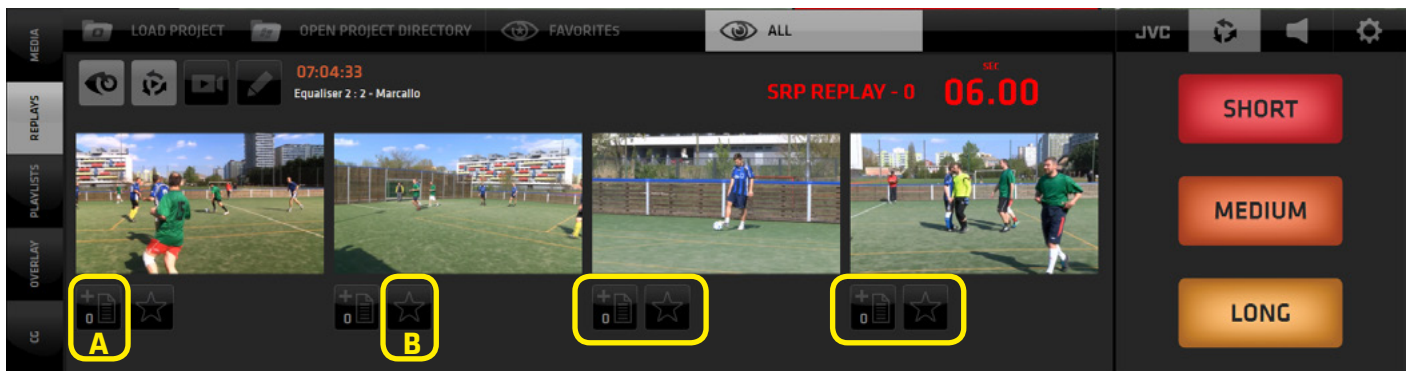 MEDIA
REPLAYS
PLAYLISTS
OVERLAY
CG
LOAD PROJECT
OPEN PROJECT DIRECTORY
FAVORITES
ALL
JVC
07:04:33
Equaliser 2 : 2 - Marcallo
SRP REPLAY - 0
SEC
06.00
SHORT
MEDIUM
LONG
+
0
+
0
+
0
+
0
A
B